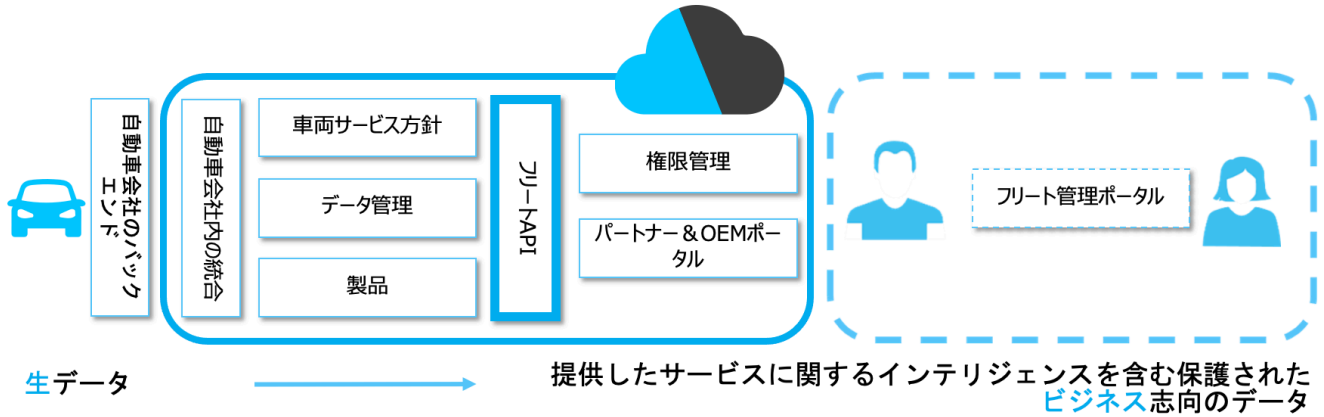 自動車会社のバック
エンド
自動車会社内の統合
車両サービス方針
データ管理
製品
フリートAPI
権限管理
パートナー＆OEMポー
タル
フリート管理ポータル
生データ
提供したサービスに関するインテリジェンスを含む保護された
ビジネス志向のデータ